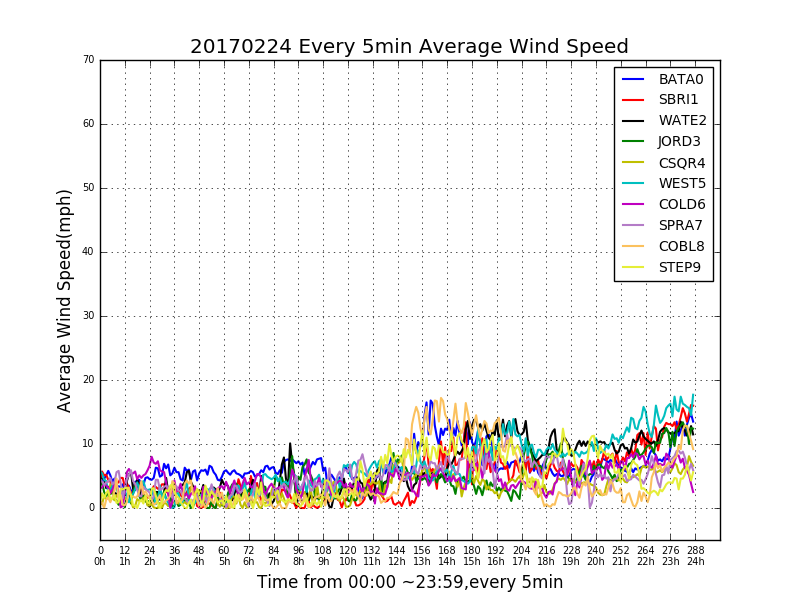 20170224 Every 5min Average Wind Speed
70
60
50
40
30
20
10
0
Average Wind Speed(mph)
BATA0
SBRI1
WATE2
JORD3
CSQR4
WEST5
COLD6
SPRA7
COBL8
STEP9
0 12 24 36 48 60 72 84 96 108 120 132 144 156 168 180 192 204 216 228 240 252 264 276 288
0h 1h 2h 3h 4h 5h 6h 7h 8h 9h 10h 11h 12h 13h 14h 15h 16h 17h 18h 19h 20h 21h 22h 23h 24h
Time from 00:00 ~23:59,every 5min